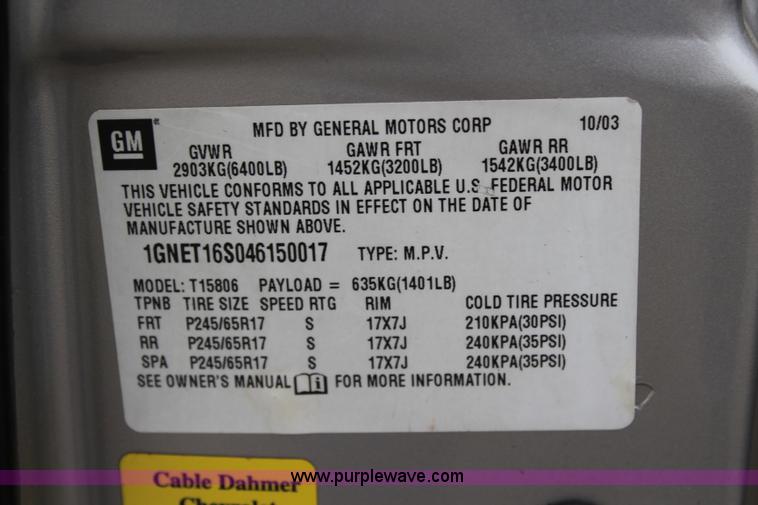 GM
MFD BY GENERAL MOTORS CORP 10/03
GVWR GAWR FRT GAWR RR
2903KG(6400LB) 1452KG(3200LB) 1542KG(3400LB)
THIS VEHICLE CONFORMS TO ALL APPLICABLE U.S. FEDERAL MOTOR
VEHICLE SAFETY STANDARDS IN EFFECT ON THE DATE OF
MANUFACTURE SHOWN ABOVE.
1GNET16S046150017 TYPE: M.P.V.
MODEL: T15806 PAYLOAD = 635KG(1401LB)
TPNB TIRE SIZE SPEED RTG RIM COLD TIRE PRESSURE
FRT P245/65R17 S 17X7J 210KPA(30PSI)
RR P245/65R17 S 17X7J 240KPA(35PSI)
SPA P245/65R17 S 17X7J 240KPA(35PSI)
SEE OWNER'S MANUAL i FOR MORE INFORMATION.
Cable Dahmer
Chevrolet
www.purplewave.com